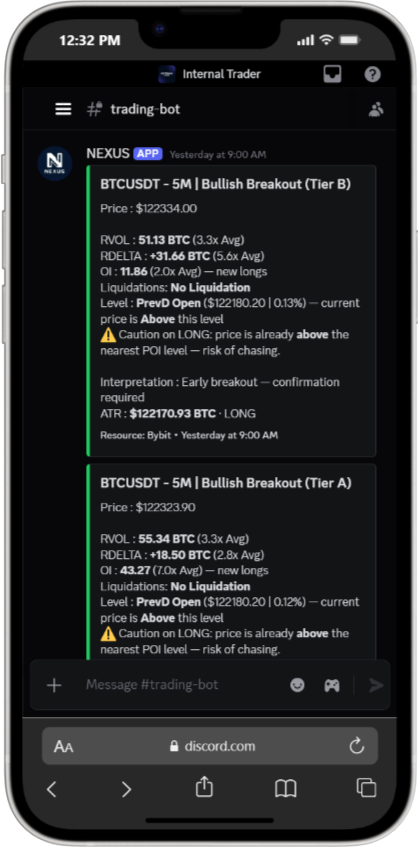 12:32 PM
Internal Trader
trading-bot
NEXUS APP Yesterday at 9:00 AM
N
NEXUS
BTCUSDT - 5M | Bullish Breakout (Tier B)
Price : $122334.00
RVOL : 51.13 BTC (3.3x Avg)
RDELTA : +31.66 BTC (5.6x Avg)
OI : 11.86 (2.0x Avg) — new longs
Liquidations: No Liquidation
Level : PrevD Open ($122180.20 | 0.13%) — current
price is Above this level
⚠️ Caution on LONG: price is already above the
nearest POI level — risk of chasing.
Interpretation : Early breakout — confirmation
required
ATR : $122170.93 BTC · LONG
Resource: Bybit • Yesterday at 9:00 AM
BTCUSDT - 5M | Bullish Breakout (Tier A)
Price : $122323.90
RVOL : 55.34 BTC (3.3x Avg)
RDELTA : +18.50 BTC (2.8x Avg)
OI : 43.27 (7.0x Avg) — new longs
Liquidations: No Liquidation
Level : PrevD Open ($122180.20 | 0.12%) — current
price is Above this level
⚠️ Caution on LONG: price is already above the
nearest POI level — risk of chasing.
Message #trading-bot
AA
discord.com